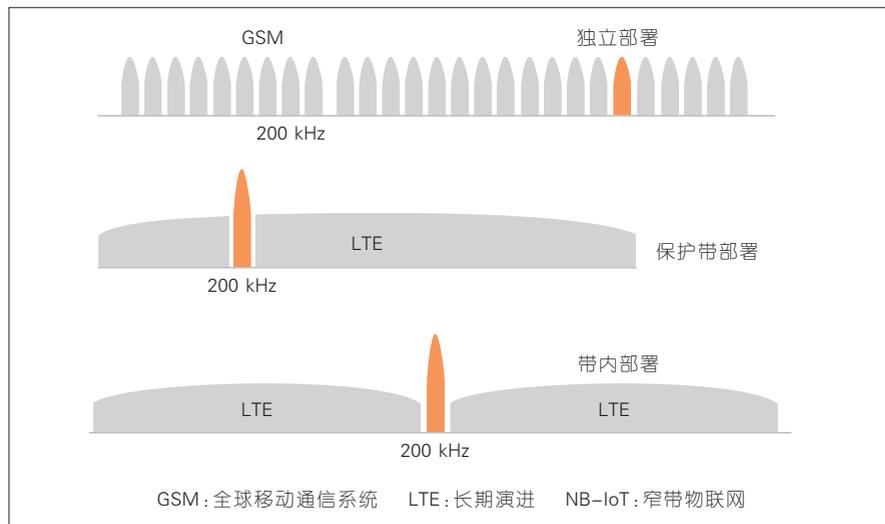 GSM 独立部署
200 kHz
LTE
保护带部署
200 kHz
带内部署
LTE LTE
200 kHz
GSM:全球移动通信系统 LTE:长期演进 NB-IoT:窄带物联网